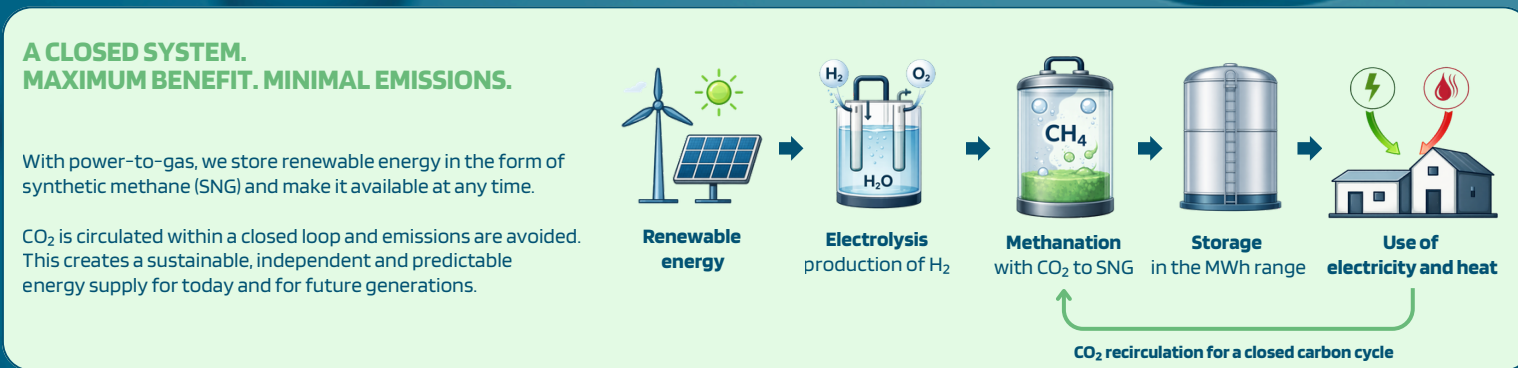 A CLOSED SYSTEM.
MAXIMUM BENEFIT. MINIMAL EMISSIONS.
With power-to-gas, we store renewable energy in the form of
synthetic methane (SNG) and make it available at any time.
CO₂ is circulated within a closed loop and emissions are avoided.
This creates a sustainable, independent and predictable
energy supply for today and for future generations.
Renewable
energy
H₂
O₂
H₂O
Electrolysis
production of H₂
CH₄
Methanation
with CO₂ to SNG
Storage
in the MWh range
Use of
electricity and heat
CO₂ recirculation for a closed carbon cycle